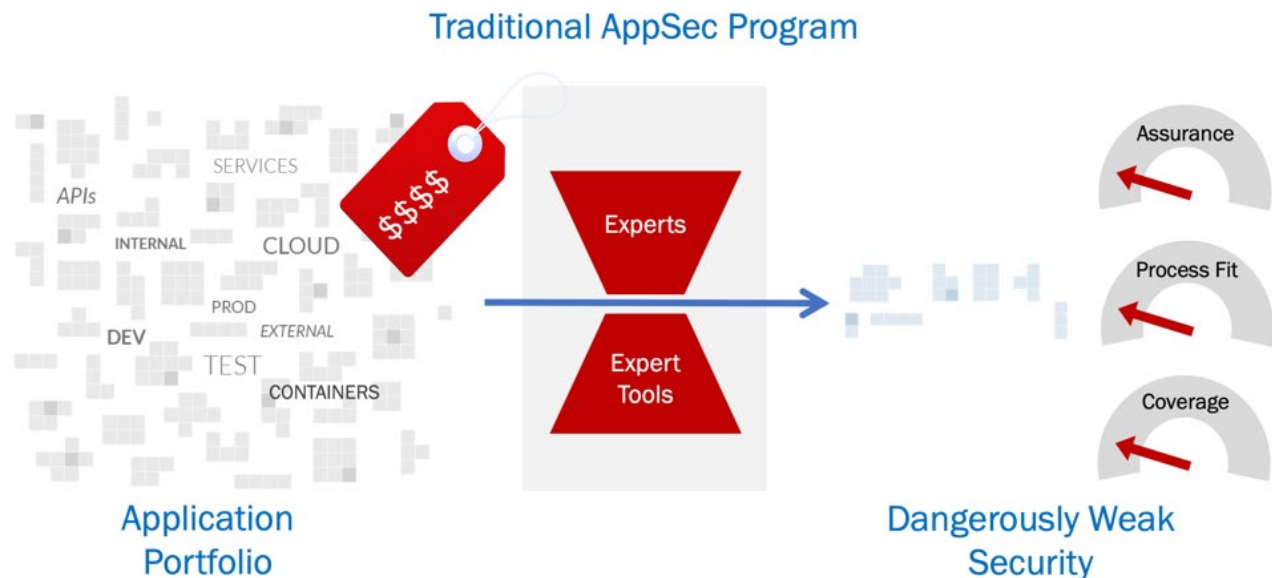 Traditional AppSec Program
SERVICES
APIs
INTERNAL
CLOUD
PROD
DEV
EXTERNAL
TEST
CONTAINERS
$$$$
Experts
Expert
Tools
Assurance
Process Fit
Coverage
Application
Portfolio
Dangerously Weak
Security